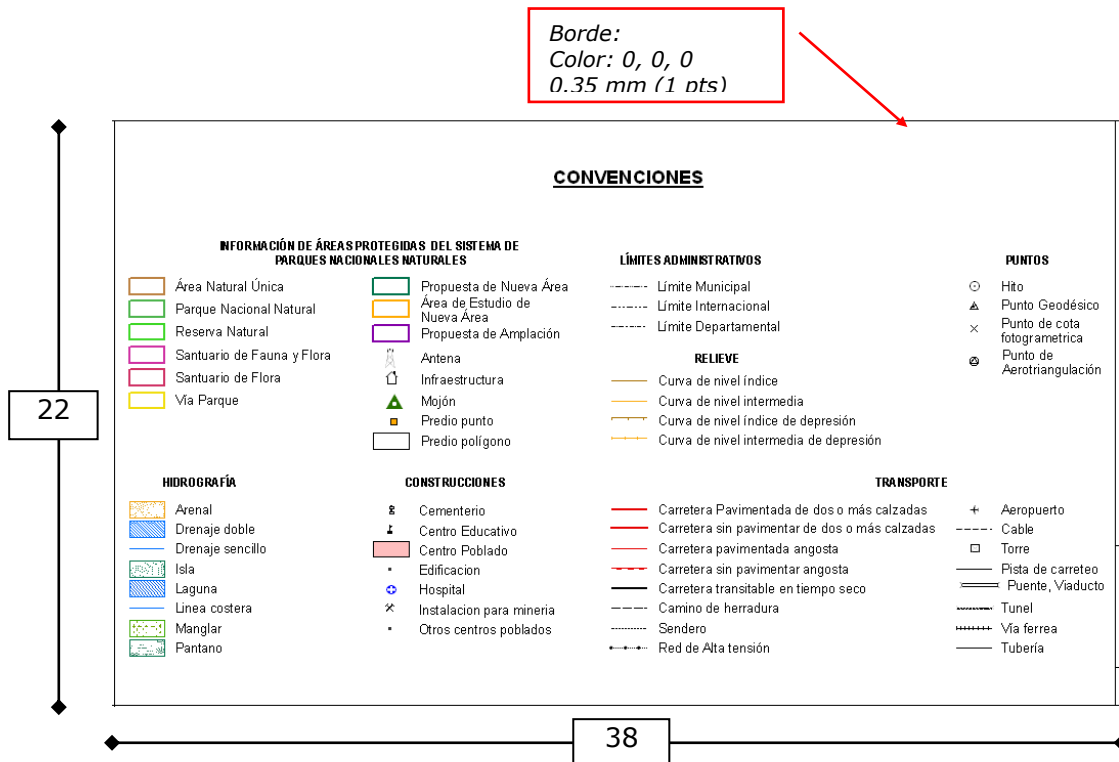 Borde:
Color: 0, 0, 0
0.35 mm (1 pts)
CONVENCIONES
INFORMACIÓN DE ÁREAS PROTEGIDAS DEL SISTEMA DE
PARQUES NACIONALES NATURALES
Área Natural Única
Parque Nacional Natural
Reserva Natural
Santuario de Fauna y Flora
Santuario de Flora
Vía Parque
Propuesta de Nueva Área
Área de Estudio de
Nueva Área
Propuesta de Amplación
Antena
Infraestructura
Mojón
Predio punto
Predio polígono
LÍMITES ADMINISTRATIVOS
Límite Municipal
Límite Internacional
Límite Departamental
RELIEVE
Curva de nivel índice
Curva de nivel intermedia
Curva de nivel índice de depresión
Curva de nivel intermedia de depresión
PUNTOS
Hito
Punto Geodésico
Punto de cota
fotogrametrica
Punto de
Aerotriangulación
22
HIDROGRAFÍA
Arenal
Drenaje doble
Drenaje sencillo
Isla
Laguna
Linea costera
Manglar
Pantano
CONSTRUCCIONES
Cementerio
Centro Educativo
Centro Poblado
Edificacion
Hospital
Instalacion para mineria
Otros centros poblados
TRANSPORTE
Carretera Pavimentada de dos o más calzadas
Carretera sin pavimentar de dos o más calzadas
Carretera pavimentada angosta
Carretera sin pavimentar angosta
Carretera transitable en tiempo seco
Camino de herradura
Sendero
Red de Alta tensión
Aeropuerto
Cable
Torre
Pista de carreteo
Puente, Viaducto
Tunel
Vía ferrea
Tubería
38